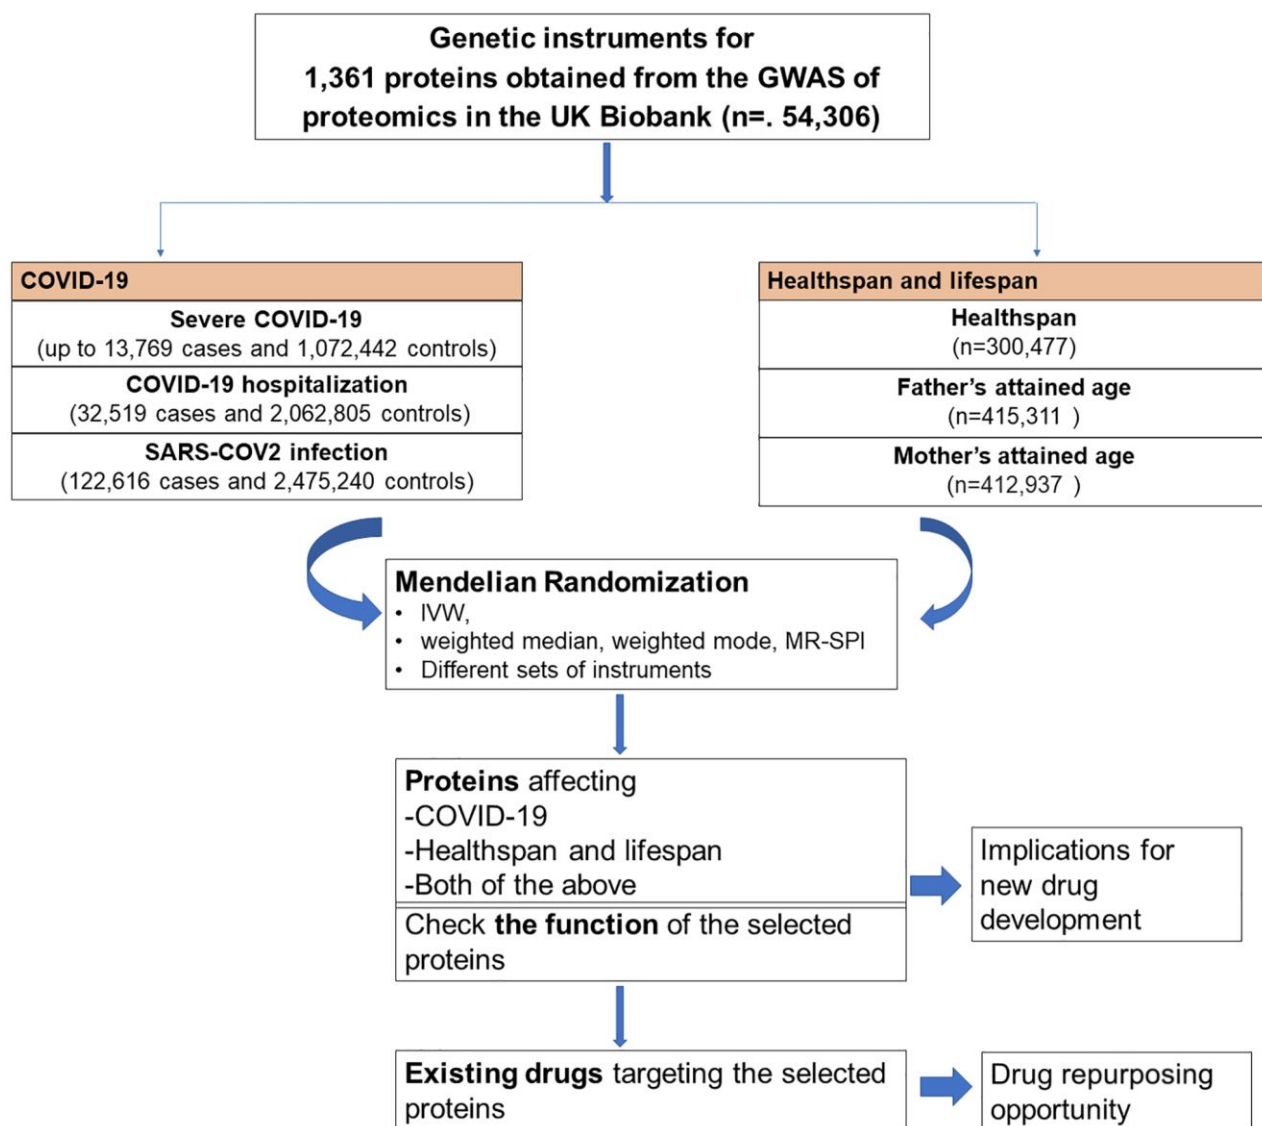 Genetic instruments for
1,361 proteins obtained from the GWAS of
proteomics in the UK Biobank (n=. 54,306)
COVID-19
Severe COVID-19
(up to 13,769 cases and 1,072,442 controls)
COVID-19 hospitalization
(32,519 cases and 2,062,805 controls)
SARS-COV2 infection
(122,616 cases and 2,475,240 controls)
Healthspan and lifespan
Healthspan
(n=300,477)
Father’s attained age
(n=415,311 )
Mother’s attained age
(n=412,937 )
Mendelian Randomization
• IVW,
• weighted median, weighted mode, MR-SPI
• Different sets of instruments
Proteins affecting
-COVID-19
-Healthspan and lifespan
-Both of the above
Check the function of the selected
proteins
Implications for
new drug
development
Existing drugs targeting the selected
proteins
Drug repurposing
opportunity